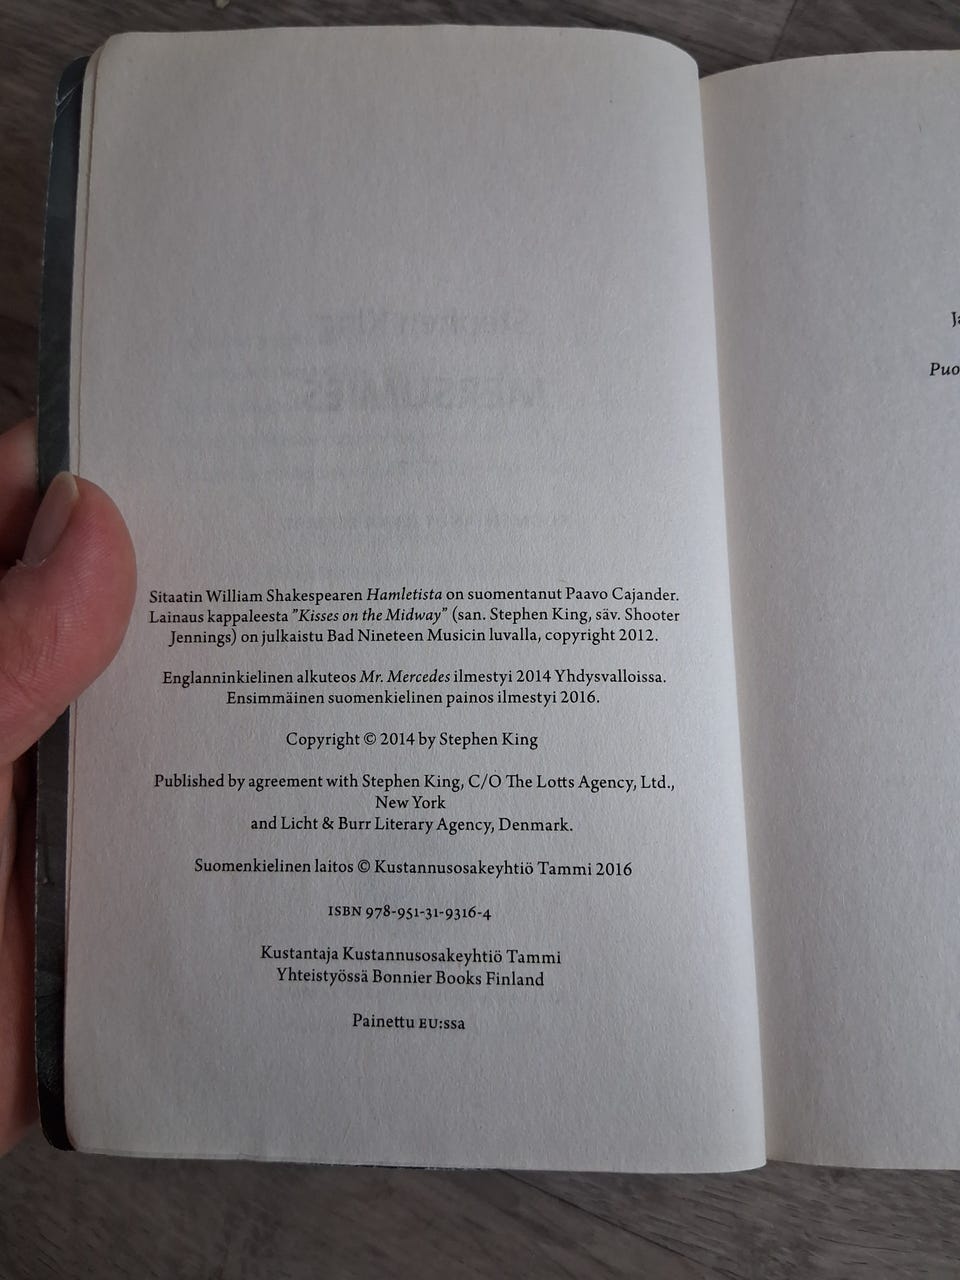 Sitaatin William Shakespearen Hamletista on suomentanut Paavo Cajander.
Lainaus kappaleesta ”Kisses on the Midway” (san. Stephen King, säv. Shooter
Jennings) on julkaistu Bad Nineteen Musicin luvalla, copyright 2012.
Englanninkielinen alkuteos Mr. Mercedes ilmestyi 2014 Yhdysvalloissa.
Ensimmäinen suomenkielinen painos ilmestyi 2016.
Copyright © 2014 by Stephen King
Published by agreement with Stephen King, C/O The Lotts Agency, Ltd.,
New York
and Licht & Burr Literary Agency, Denmark.
Suomenkielinen laitos © Kustannusosakeyhtiö Tammi 2016
ISBN 978-951-31-9316-4
Kustantaja Kustannusosakeyhtiö Tammi
Yhteistyössä Bonnier Books Finland
Painettu EU:ssa